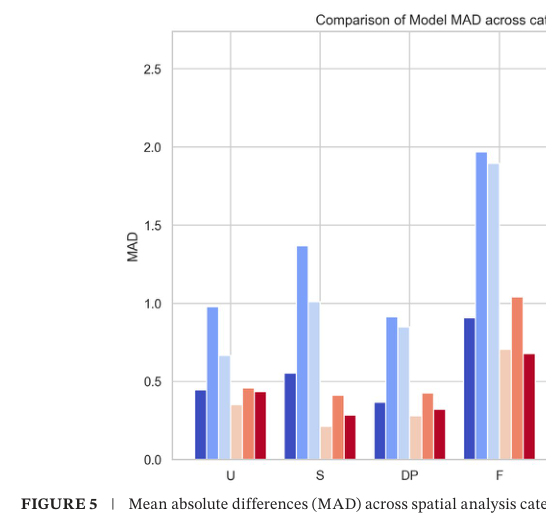 Comparison of Model MAD across cat
2.5
2.0
1.5
1.0
0.5
0.0
MAD
U S DP F
FIGURE 5 | Mean absolute differences (MAD) across spatial analysis cate